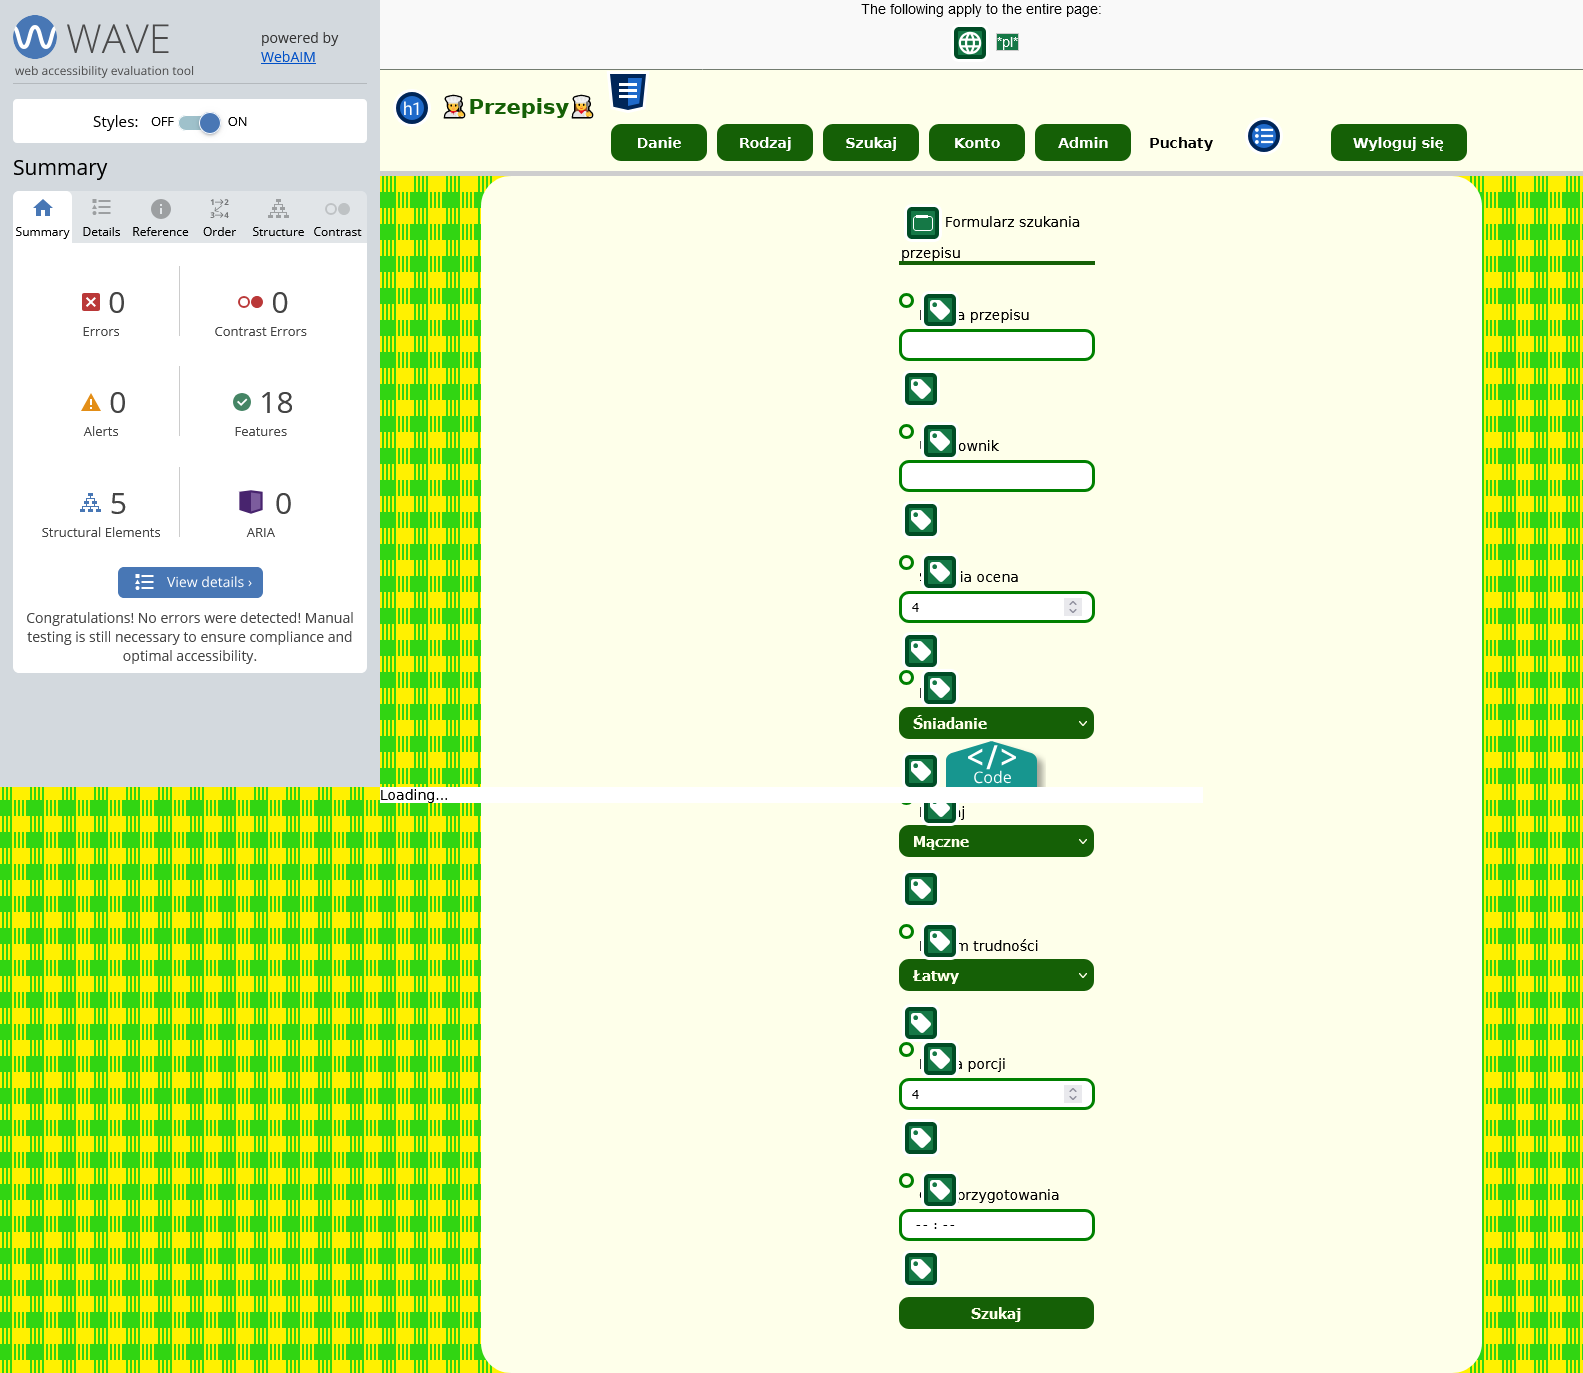 WAVE
powered by
WebAIM
web accessibility evaluation tool
Styles: OFF ON
Summary
Summary Details Reference Order Structure Contrast
0
Errors
0
Contrast Errors
0
Alerts
18
Features
5
Structural Elements
0
ARIA
View details ›
Congratulations! No errors were detected! Manual
testing is still necessary to ensure compliance and
optimal accessibility.
The following apply to the entire page:
*pl*
h1 Przepisy
Danie Rodzaj Szukaj Konto Admin Puchaty Wyloguj się
Formularz szukania
przepisu
przepisu
ocena
4
Śniadanie
</>
Code
Loading...
Mączne
trudności
Łatwy
porcji
4
przygotowania
-- : --
Szukaj